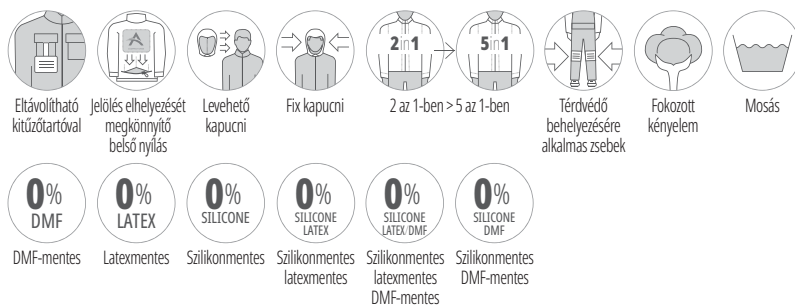 2in1
5in1
Eltávolítható
kitűzőtartóval
Jelölés elhelyezését
megkönnyítő
belső nyílás
Levehető
kapucni
Fix kapucni
2 az 1-ben > 5 az 1-ben
Térdvédő
behelyezésére
alkalmas zsebek
Fokozott
kényelem
Mosás
0%
DMF
0%
LATEX
0%
SILICONE
0%
SILICONE
LATEX
0%
SILICONE
LATEX/DMF
0%
SILICONE
DMF
DMF-mentes
Latexmentes
Szilikonmentes
Szilikonmentes
latexmentes
Szilikonmentes
latexmentes
DMF-mentes
Szilikonmentes
DMF-mentes